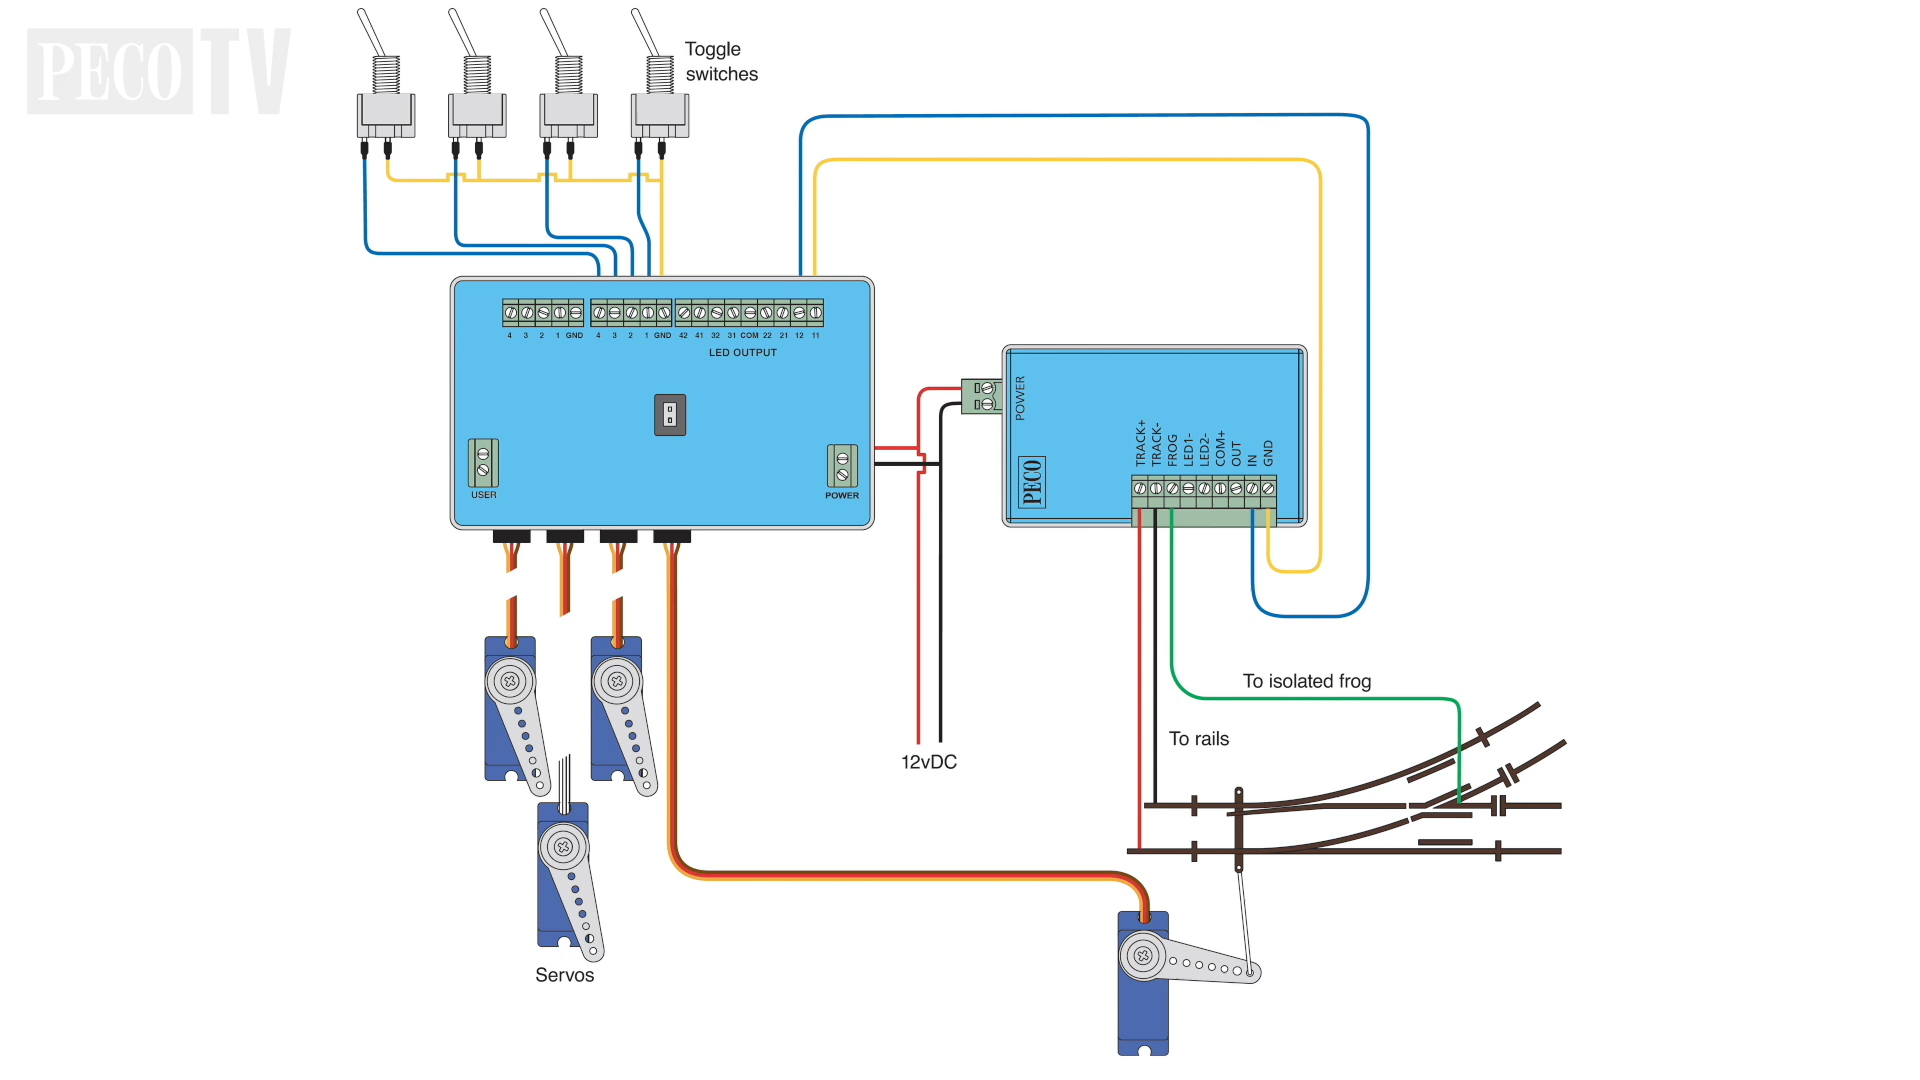 PECO TV
Toggle
switches
4 3 2 1 GND 4 3 2 1 GND 42 41 32 31 COM 22 21 12 11
LED OUTPUT
USER
POWER
POWER
PECO
TRACK+
TRACK-
FROG
LED1-
LED2-
COM+
OUT
IN
GND
To isolated frog
To rails
12vDC
Servos